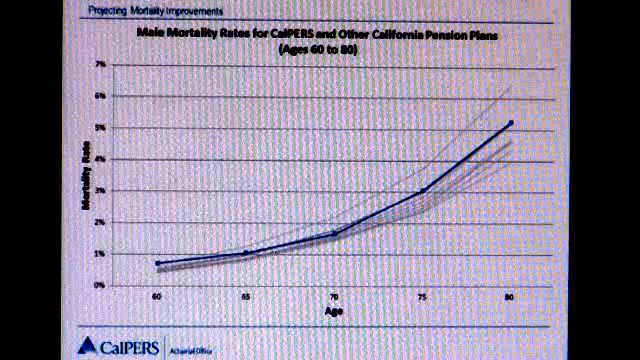 Projecting Mortality Improvements
Male Mortality Rates for CalPERS and Other California Pension Plans
(Ages 60 to 80)
7%
6%
5%
4%
3%
2%
1%
0%
Mortality Rate
60 65 70 75 80
Age
CalPERS Actuarial Office